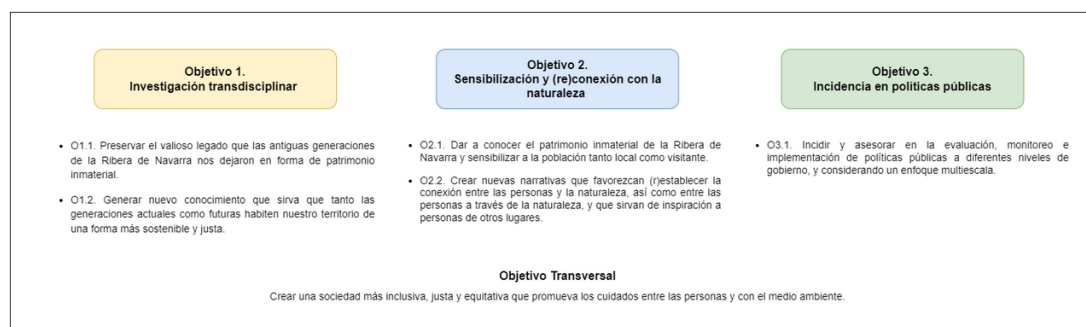 Objetivo 1.
Investigación transdisciplinar
• O1.1. Preservar el valioso legado que las antiguas generaciones
de la Ribera de Navarra nos dejaron en forma de patrimonio
inmaterial.
• O1.2. Generar nuevo conocimiento que sirva que tanto las
generaciones actuales como futuras habiten nuestro territorio de
una forma más sostenible y justa.
Objetivo 2.
Sensibilización y (re)conexión con la
naturaleza
• O2.1. Dar a conocer el patrimonio inmaterial de la Ribera de
Navarra y sensibilizar a la población tanto local como visitante.
• O2.2. Crear nuevas narrativas que favorezcan (r)establecer la
conexión entre las personas y la naturaleza, así como entre las
personas a través de la naturaleza, y que sirvan de inspiración a
personas de otros lugares.
Objetivo 3.
Incidencia en políticas públicas
• O3.1. Incidir y asesorar en la evaluación, monitoreo e
implementación de políticas públicas a diferentes niveles de
gobierno, y considerando un enfoque multiescala.
Objetivo Transversal
Crear una sociedad más inclusiva, justa y equitativa que promueva los cuidados entre las personas y con el medio ambiente.